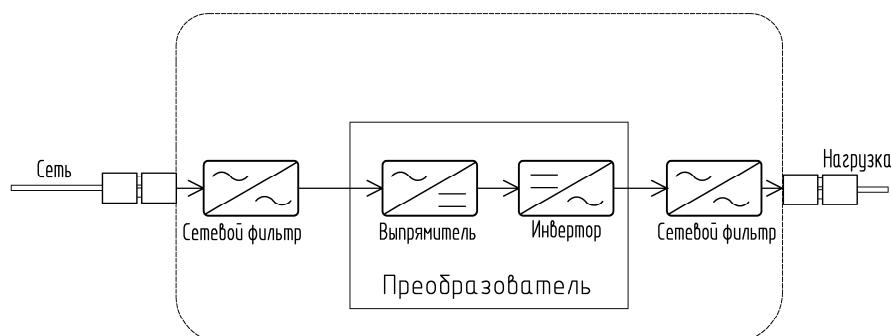 Сеть
Нагрузка
Сетевой фильтр
Выпрямитель
Инвертор
Сетевой фильтр
Преобразователь